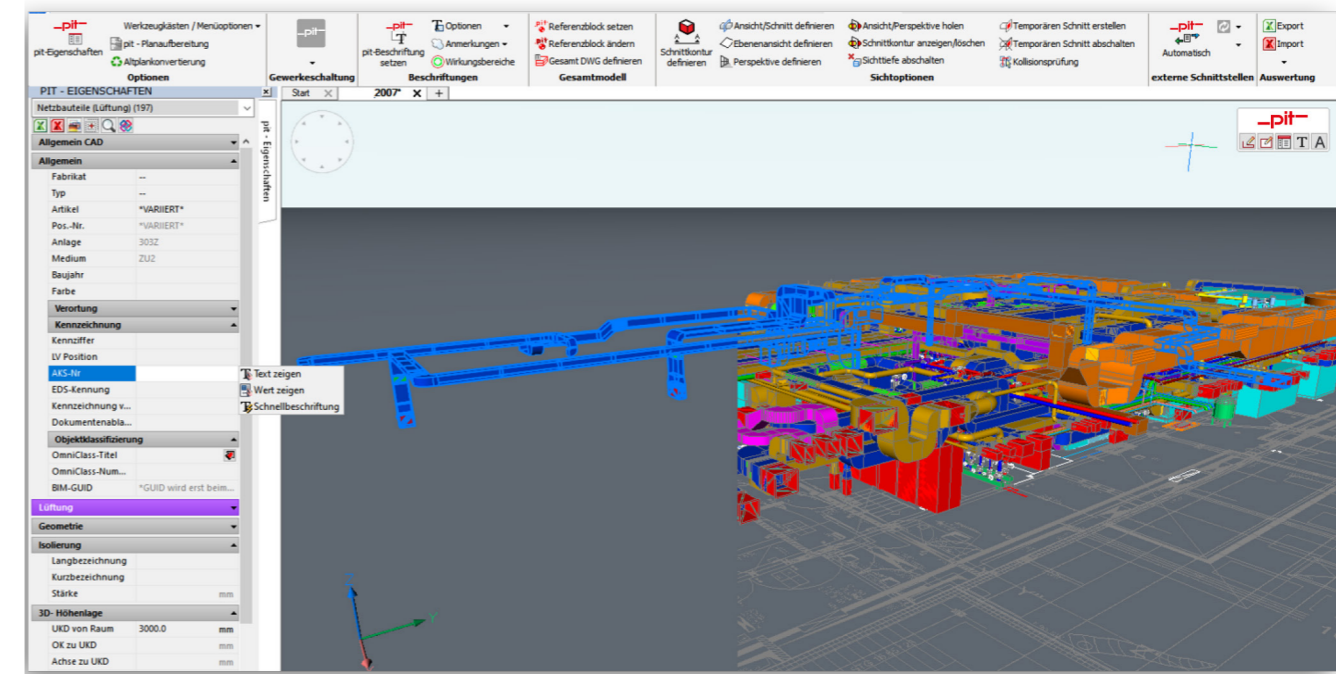 _pit_
pit-Eigenschaften
Werkzeugkästen / Menüoptionen
pit - Planaufbereitung
Altplankonvertierung
Optionen
_pit_
Gewerkeschaltung
_pit_
T
pit-Beschriftung setzen
Optionen
Anmerkungen
Wirkungsbereiche
Beschriftungen
Referenzblock setzen
Referenzblock ändern
Gesamt DWG definieren
Gesamtmodell
Schnittkontur definieren
Ansicht/Schnitt definieren
Ebenenansicht definieren
Perspektive definieren
Ansicht/Perspektive holen
Schnittkontur anzeigen/löschen
Sichttiefe abschalten
Temporären Schnitt erstellen
Temporären Schnitt abschalten
Kollisionsprüfung
Sichtoptionen
_pit_
Automatisch
externe Schnittstellen
Export
Import
Auswertung
PIT - EIGENSCHAFTEN
Start
2007*
Netzbauteile (Lüftung) (197)
pit - Eigenschaften
Allgemein CAD
Allgemein
Fabrikat --
Typ --
Artikel *VARIIERT*
Pos.-Nr. *VARIIERT*
Anlage 303Z
Medium ZU2
Baujahr
Farbe
Verortung
Kennzeichnung
Kennziffer
LV Position
AKS-Nr
EDS-Kennung
Kennzeichnung v...
Dokumentenabla...
Text zeigen
Wert zeigen
Schnellbeschriftung
Objektklassifizierung
OmniClass-Titel
OmniClass-Num...
BIM-GUID *GUID wird erst beim...
Lüftung
Geometrie
Isolierung
Langbezeichnung
Kurzbezeichnung
Stärke mm
3D- Höhenlage
UKD von Raum 3000.0 mm
OK zu UKD mm
Achse zu UKD mm
_pit_
T A
Z
Y